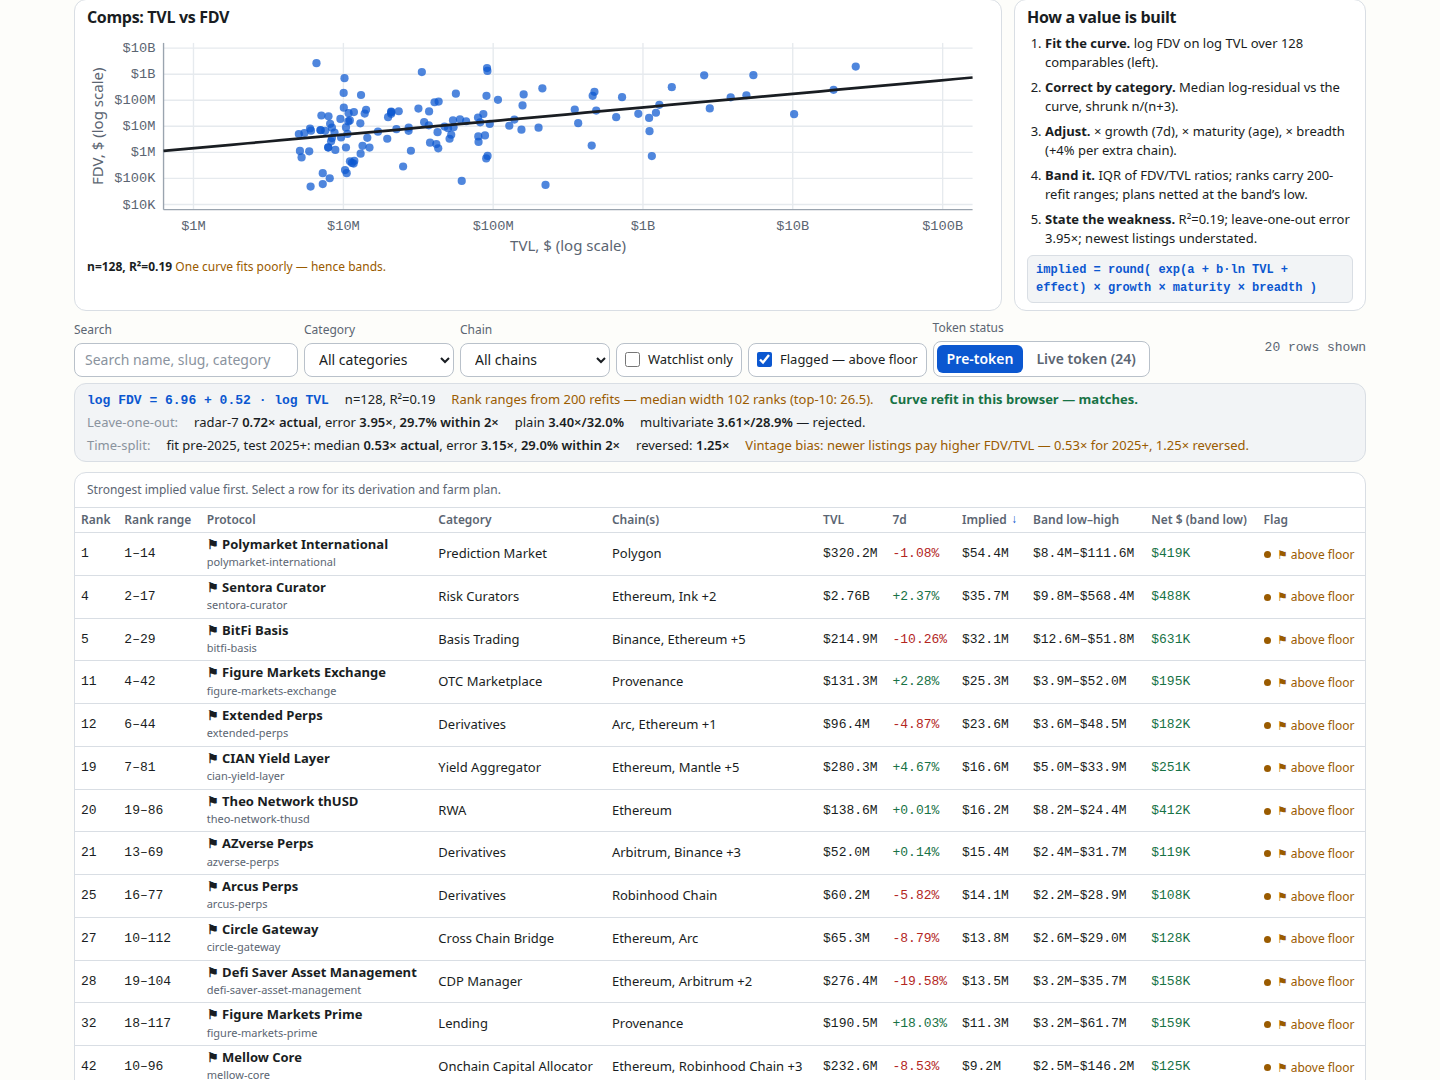 Comps: TVL vs FDV
FDV, $ (log scale)
$10B
$1B
$100M
$10M
$1M
$100K
$10K
$1M
$10M
$100M
$1B
$10B
$100B
TVL, $ (log scale)
n=128, R²=0.19 One curve fits poorly — hence bands.
How a value is built
1. Fit the curve. log FDV on log TVL over 128
comparables (left).
2. Correct by category. Median log-residual vs the
curve, shrunk n/(n+3).
3. Adjust. × growth (7d), × maturity (age), × breadth
(+4% per extra chain).
4. Band it. IQR of FDV/TVL ratios; ranks carry 200-
refit ranges; plans netted at the band's low.
5. State the weakness. R²=0.19; leave-one-out error
3.95×; newest listings understated.
implied = round( exp(a + b·ln TVL +
effect) × growth × maturity × breadth )
Search
Category
Chain
Token status
Search name, slug, category
All categories
All chains
Watchlist only
Flagged — above floor
Pre-token
Live token (24)
20 rows shown
log FDV = 6.96 + 0.52 · log TVL n=128, R²=0.19 Rank ranges from 200 refits — median width 102 ranks (top-10: 26.5). Curve refit in this browser — matches.
Leave-one-out: radar-7 0.72× actual, error 3.95×, 29.7% within 2× plain 3.40×/32.0% multivariate 3.61×/28.9% — rejected.
Time-split: fit pre-2025, test 2025+: median 0.53× actual, error 3.15×, 29.0% within 2× reversed: 1.25× Vintage bias: newer listings pay higher FDV/TVL — 0.53× for 2025+, 1.25× reversed.
Strongest implied value first. Select a row for its derivation and farm plan.
Rank Rank range Protocol Category Chain(s) TVL 7d Implied ↓ Band low–high Net $ (band low) Flag
1 1–14 ⚑ Polymarket International Prediction Market Polygon $320.2M -1.08% $54.4M $8.4M–$111.6M $419K ⚑ above floor
polymarket-international
4 2–17 ⚑ Sentora Curator Risk Curators Ethereum, Ink +2 $2.76B +2.37% $35.7M $9.8M–$568.4M $488K ⚑ above floor
sentora-curator
5 2–29 ⚑ BitFi Basis Basis Trading Binance, Ethereum +5 $214.9M -10.26% $32.1M $12.6M–$51.8M $631K ⚑ above floor
bitfi-basis
11 4–42 ⚑ Figure Markets Exchange OTC Marketplace Provenance $131.3M +2.28% $25.3M $3.9M–$52.0M $195K ⚑ above floor
figure-markets-exchange
12 6–44 ⚑ Extended Perps Derivatives Arc, Ethereum +1 $96.4M -4.87% $23.6M $3.6M–$48.5M $182K ⚑ above floor
extended-perps
19 7–81 ⚑ CIAN Yield Layer Yield Aggregator Ethereum, Mantle +5 $280.3M +4.67% $16.6M $5.0M–$33.9M $251K ⚑ above floor
cian-yield-layer
20 19–86 ⚑ Theo Network thUSD RWA Ethereum $138.6M +0.01% $16.2M $8.2M–$24.4M $412K ⚑ above floor
theo-network-thusd
21 13–69 ⚑ AZverse Perps Derivatives Arbitrum, Binance +3 $52.0M +0.14% $15.4M $2.4M–$31.7M $119K ⚑ above floor
azverse-perps
25 16–77 ⚑ Arcus Perps Derivatives Robinhood Chain $60.2M -5.82% $14.1M $2.2M–$28.9M $108K ⚑ above floor
arcus-perps
27 10–112 ⚑ Circle Gateway Cross Chain Bridge Ethereum, Arc $65.3M -8.79% $13.8M $2.6M–$29.0M $128K ⚑ above floor
circle-gateway
28 19–104 ⚑ Defi Saver Asset Management CDP Manager Ethereum, Arbitrum +2 $276.4M -19.58% $13.5M $3.2M–$35.7M $158K ⚑ above floor
defi-saver-asset-management
32 18–117 ⚑ Figure Markets Prime Lending Provenance $190.5M +18.03% $11.3M $3.2M–$61.7M $159K ⚑ above floor
figure-markets-prime
42 10–96 ⚑ Mellow Core Onchain Capital Allocator Ethereum, Robinhood Chain +3 $232.6M -8.53% $9.2M $2.5M–$146.2M $125K ⚑ above floor
mellow-core